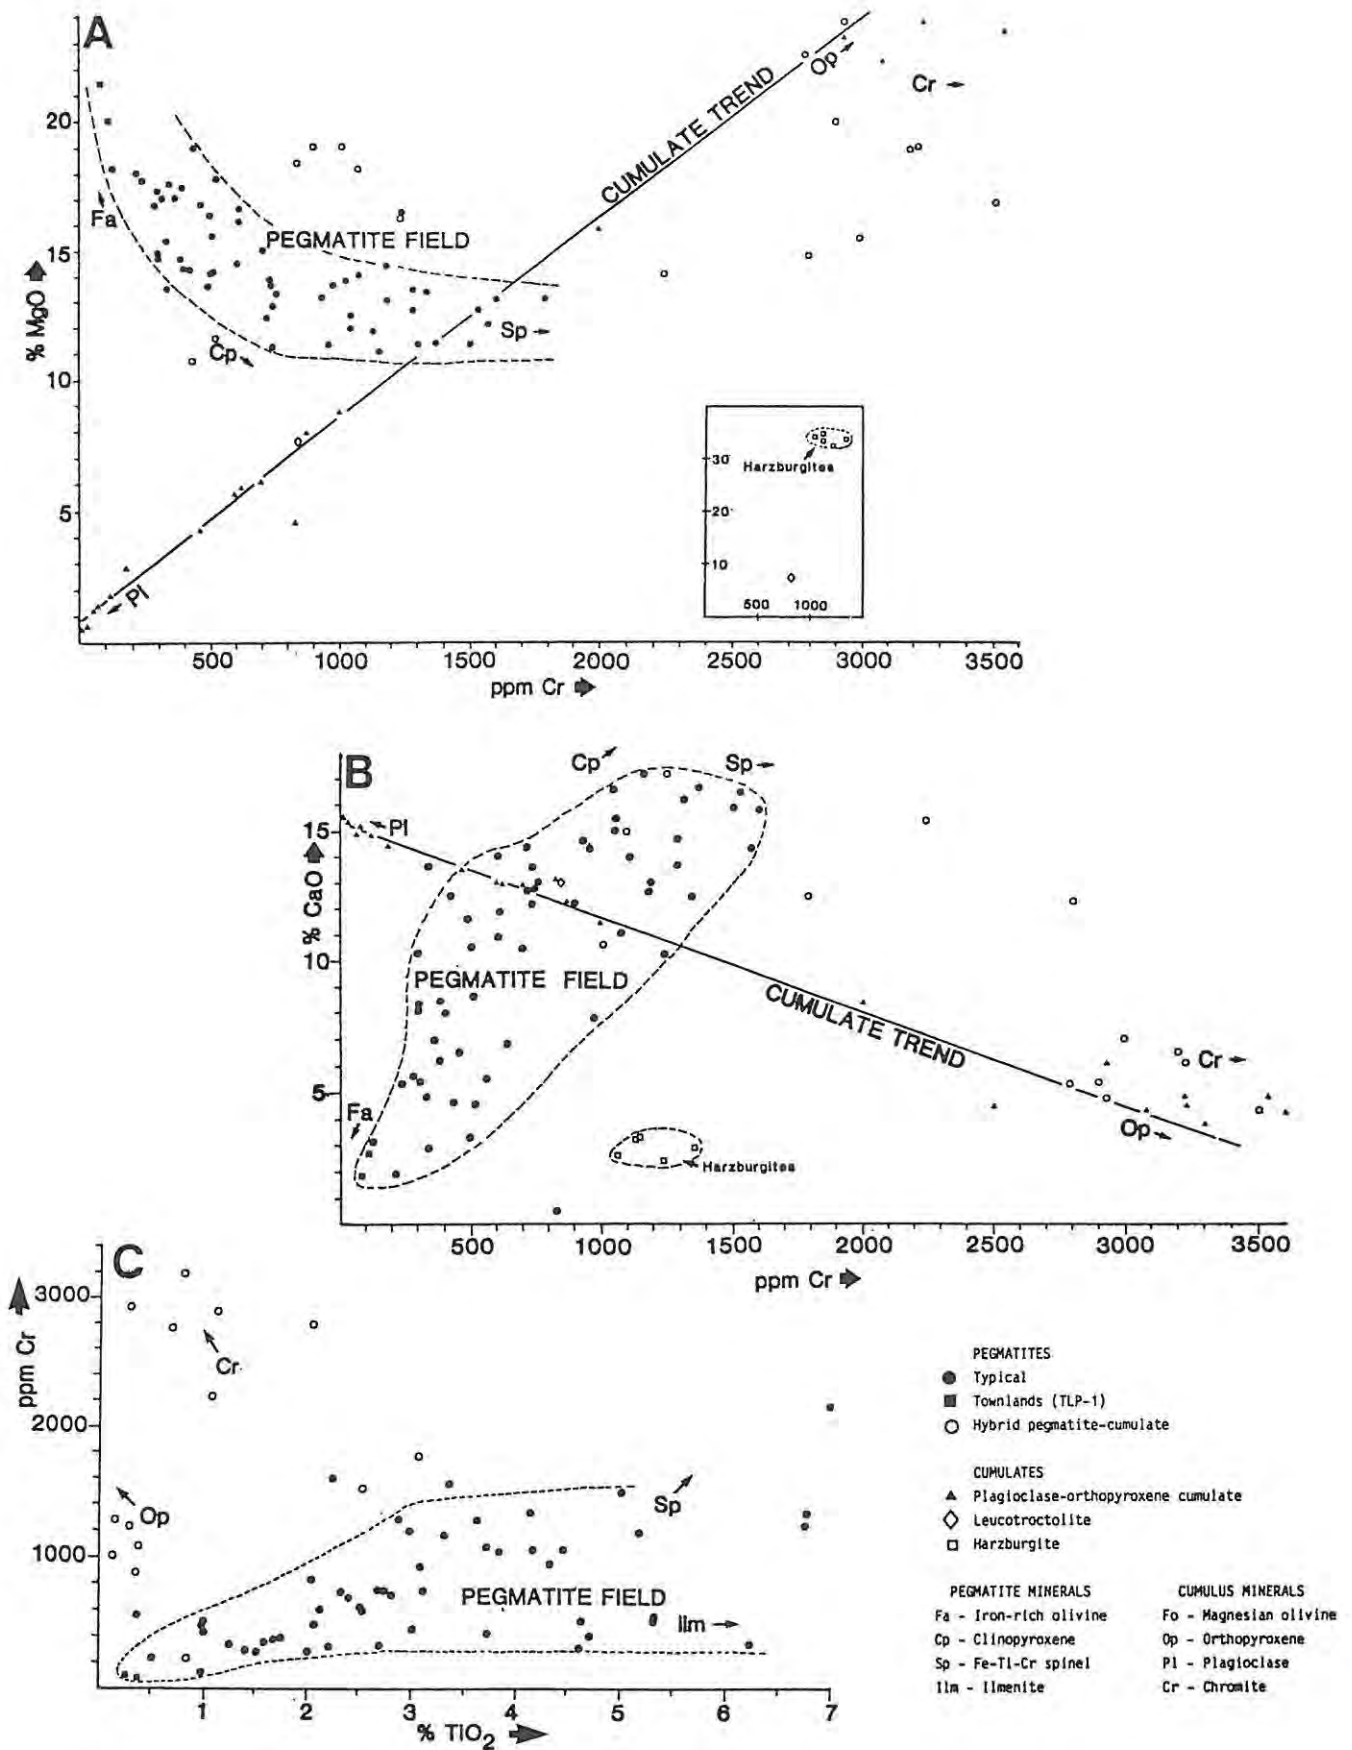 A
Op
Cr
CUMULATE TREND
20
Fa
PEGMATITE FIELD
15
% MgO
Sp
Cp
10
30
Harzburgites
20
5
10
Pl
500 1000
500 1000 1500 2000 2500 3000 3500
ppm Cr
B
Cp
Sp
Pl
15
% CaO
10
PEGMATITE FIELD
CUMULATE TREND
Cr
5
Fa
Op
Harzburgites
500 1000 1500 2000 2500 3000 3500
ppm Cr
C
3000
ppm Cr
Cr
2000
Op
Sp
1000
PEGMATITE FIELD
Ilm
1 2 3 4 5 6 7
% TIO2
PEGMATITES
Typical
Townlands (TLP-1)
Hybrid pegmatite-cumulate
CUMULATES
Plagioclase-orthopyroxene cumulate
Leucotroctolite
Harzburgite
PEGMATITE MINERALS
Fa - Iron-rich olivine
Cp - Clinopyroxene
Sp - Fe-Ti-Cr spinel
Ilm - Ilmenite
CUMULUS MINERALS
Fo - Magnesian olivine
Op - Orthopyroxene
Pl - Plagioclase
Cr - Chromite